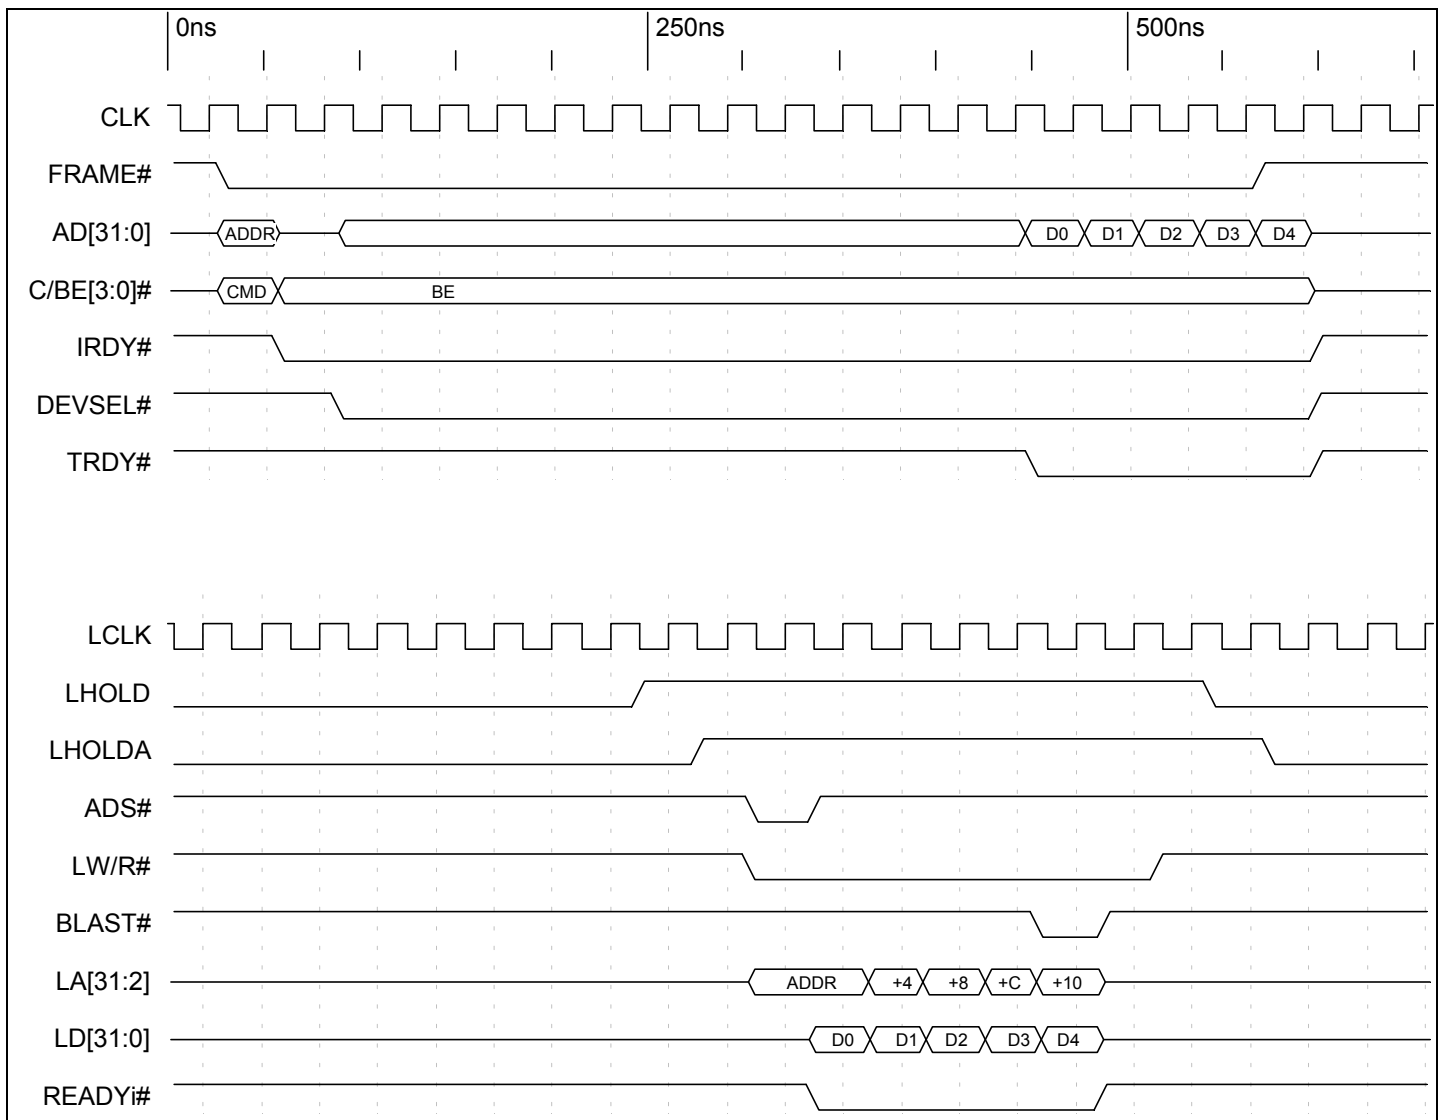 0ns 250ns 500ns
CLK
FRAME#
AD[31:0] ADDR D0 D1 D2 D3 D4
C/BE[3:0]# CMD BE
IRDY#
DEVSEL#
TRDY#
LCLK
LHOLD
LHOLDA
ADS#
LW/R#
BLAST#
LA[31:2] ADDR +4 +8 +C +10
LD[31:0] D0 D1 D2 D3 D4
READYi#